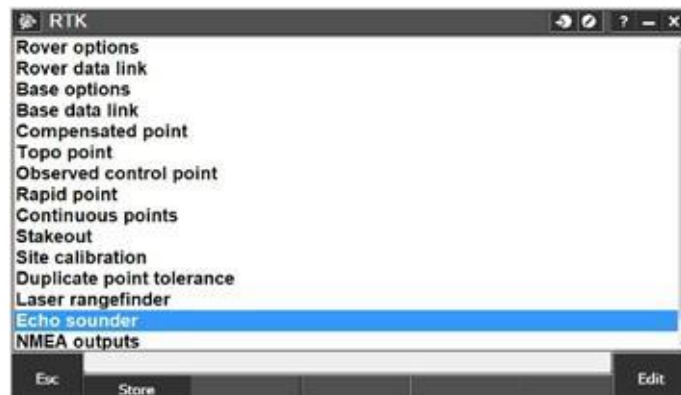 RTK ? – X
Rover options
Rover data link
Base options
Base data link
Compensated point
Topo point
Observed control point
Rapid point
Continuous points
Stakeout
Site calibration
Duplicate point tolerance
Laser rangefinder
Echo sounder
NMEA outputs
Esc Store Edit